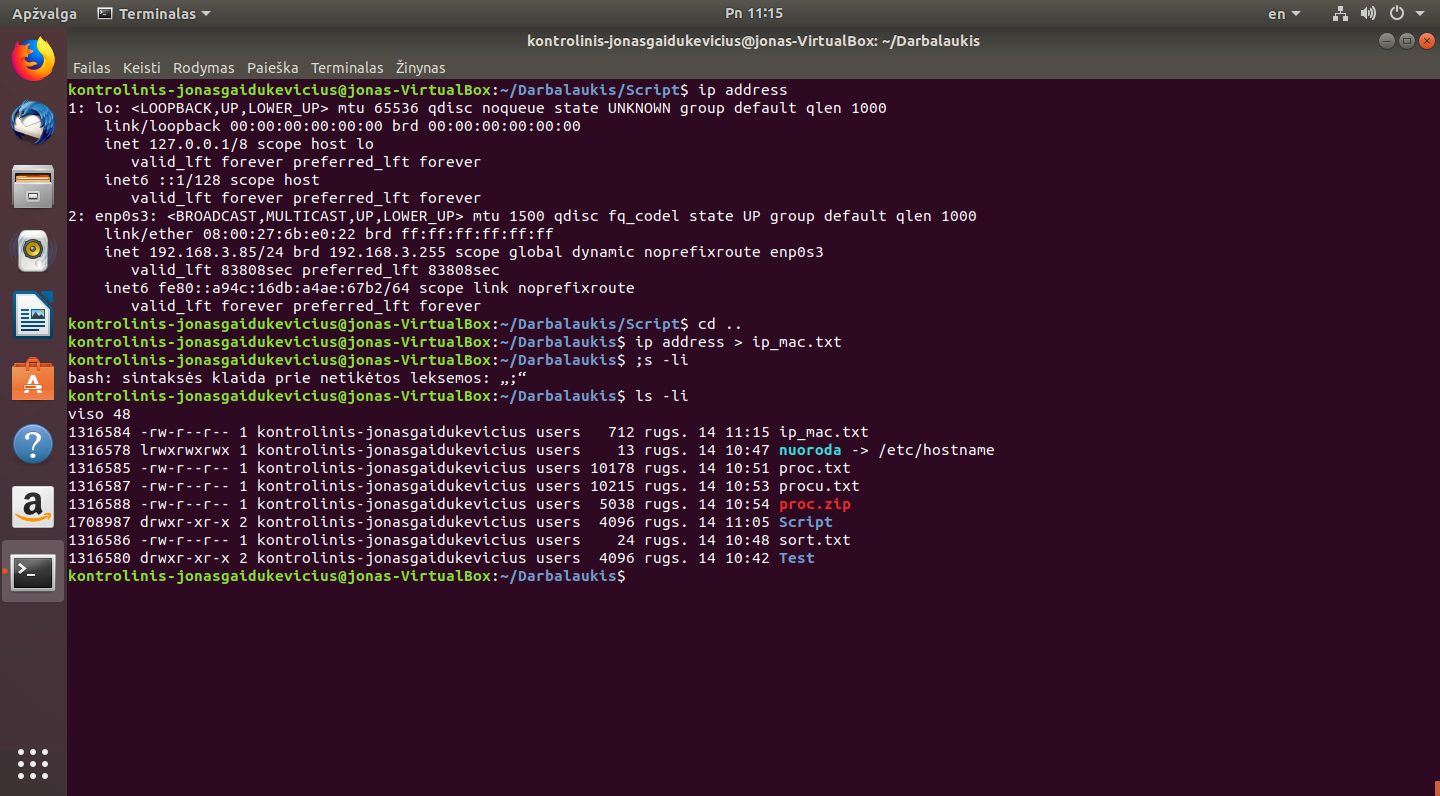 Apžvalga Terminalas Pn 11:15 en
kontrolinis-jonasgaidukevicius@jonas-VirtualBox: ~/Darbalaukis
Failas Keisti Rodymas Paieška Terminalas Žinynas
kontrolinis-jonasgaidukevicius@jonas-VirtualBox:~/Darbalaukis/Script$ ip address
1: lo: <LOOPBACK,UP,LOWER_UP> mtu 65536 qdisc noqueue state UNKNOWN group default qlen 1000
    link/loopback 00:00:00:00:00:00 brd 00:00:00:00:00:00
    inet 127.0.0.1/8 scope host lo
       valid_lft forever preferred_lft forever
    inet6 ::1/128 scope host
       valid_lft forever preferred_lft forever
2: enp0s3: <BROADCAST,MULTICAST,UP,LOWER_UP> mtu 1500 qdisc fq_codel state UP group default qlen 1000
    link/ether 08:00:27:6b:e0:22 brd ff:ff:ff:ff:ff:ff
    inet 192.168.3.85/24 brd 192.168.3.255 scope global dynamic noprefixroute enp0s3
       valid_lft 83808sec preferred_lft 83808sec
    inet6 fe80::a94c:16db:a4ae:67b2/64 scope link noprefixroute
       valid_lft forever preferred_lft forever
kontrolinis-jonasgaidukevicius@jonas-VirtualBox:~/Darbalaukis/Script$ cd ..
kontrolinis-jonasgaidukevicius@jonas-VirtualBox:~/Darbalaukis$ ip address > ip_mac.txt
kontrolinis-jonasgaidukevicius@jonas-VirtualBox:~/Darbalaukis$ ;s -li
bash: sintaksės klaida prie netikėtos leksemos: „;“
kontrolinis-jonasgaidukevicius@jonas-VirtualBox:~/Darbalaukis$ ls -li
viso 48
1316584 -rw-r--r-- 1 kontrolinis-jonasgaidukevicius users   712 rugs. 14 11:15 ip_mac.txt
1316578 lrwxrwxrwx 1 kontrolinis-jonasgaidukevicius users    13 rugs. 14 10:47 nuoroda -> /etc/hostname
1316585 -rw-r--r-- 1 kontrolinis-jonasgaidukevicius users 10178 rugs. 14 10:51 proc.txt
1316587 -rw-r--r-- 1 kontrolinis-jonasgaidukevicius users 10215 rugs. 14 10:53 procu.txt
1316588 -rw-r--r-- 1 kontrolinis-jonasgaidukevicius users  5038 rugs. 14 10:54 proc.zip
1708987 drwxr-xr-x 2 kontrolinis-jonasgaidukevicius users  4096 rugs. 14 11:05 Script
1316586 -rw-r--r-- 1 kontrolinis-jonasgaidukevicius users    24 rugs. 14 10:48 sort.txt
1316580 drwxr-xr-x 2 kontrolinis-jonasgaidukevicius users  4096 rugs. 14 10:42 Test
kontrolinis-jonasgaidukevicius@jonas-VirtualBox:~/Darbalaukis$